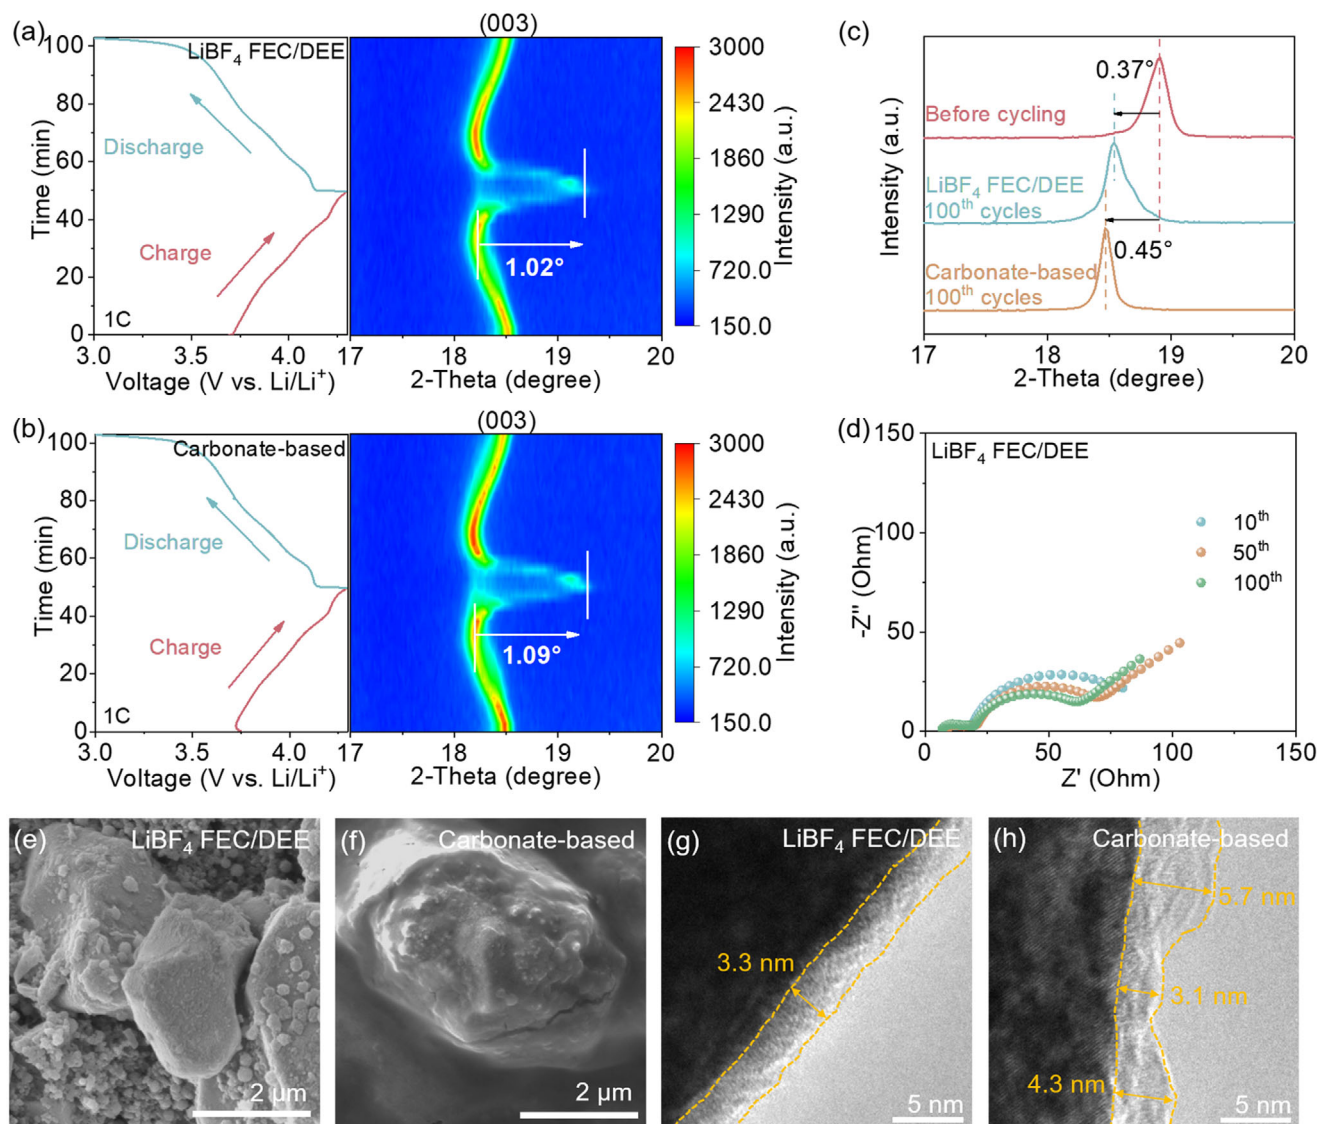 (a)
LiBF₄ FEC/DEE
Discharge
Charge
1C
Time (min)
100
80
60
40
20
0
3.0 3.5 4.0
Voltage (V vs. Li/Li⁺)
(003)
1.02°
17 18 19 20
2-Theta (degree)
3000
2430
1860
1290
720.0
150.0
Intensity (a.u.)
(c)
0.37°
Before cycling
LiBF₄ FEC/DEE
100th cycles
0.45°
Carbonate-based
100th cycles
Intensity (a.u.)
17 18 19 20
2-Theta (degree)
(b)
Carbonate-based
Discharge
Charge
1C
Time (min)
100
80
60
40
20
0
3.0 3.5 4.0
Voltage (V vs. Li/Li⁺)
(003)
1.09°
17 18 19 20
2-Theta (degree)
3000
2430
1860
1290
720.0
150.0
Intensity (a.u.)
(d)
LiBF₄ FEC/DEE
10th
50th
100th
-Z'' (Ohm)
150
100
50
0
0 50 100 150
Z' (Ohm)
(e) LiBF₄ FEC/DEE
2 μm
(f) Carbonate-based
2 μm
(g) LiBF₄ FEC/DEE
3.3 nm
5 nm
(h) Carbonate-based
5.7 nm
3.1 nm
4.3 nm
5 nm